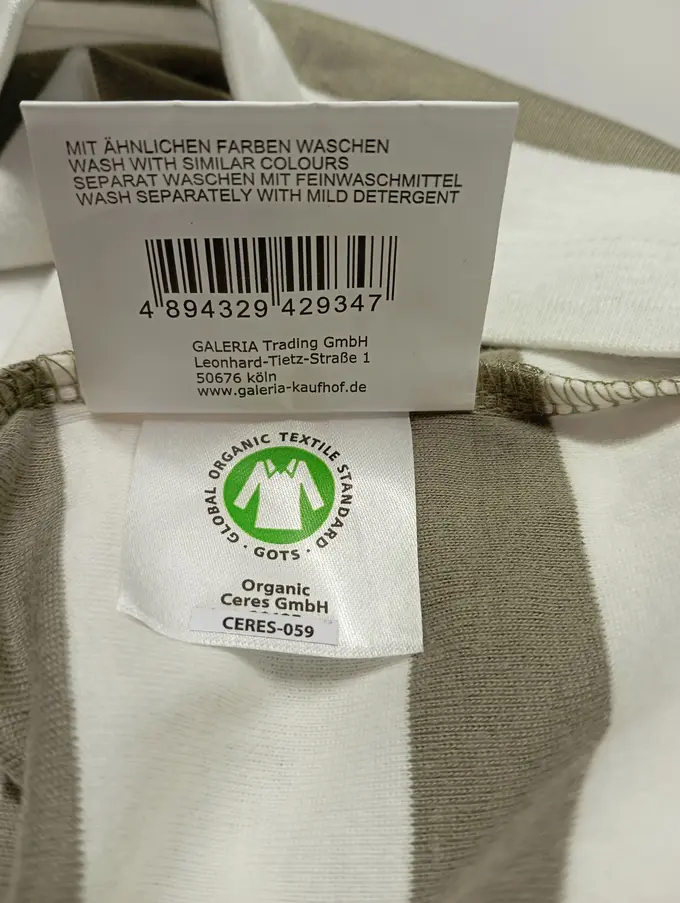 MIT ÄHNLICHEN FARBEN WASCHEN
WASH WITH SIMILAR COLOURS
SEPARAT WASCHEN MIT FEINWASCHMITTEL
WASH SEPARATELY WITH MILD DETERGENT
4 894329 429347
GALERIA Trading GmbH
Leonhard-Tietz-Straße 1
50676 köln
www.galeria-kaufhof.de
GLOBAL ORGANIC TEXTILE STANDARD · GOTS ·
Organic
Ceres GmbH
CERES-059